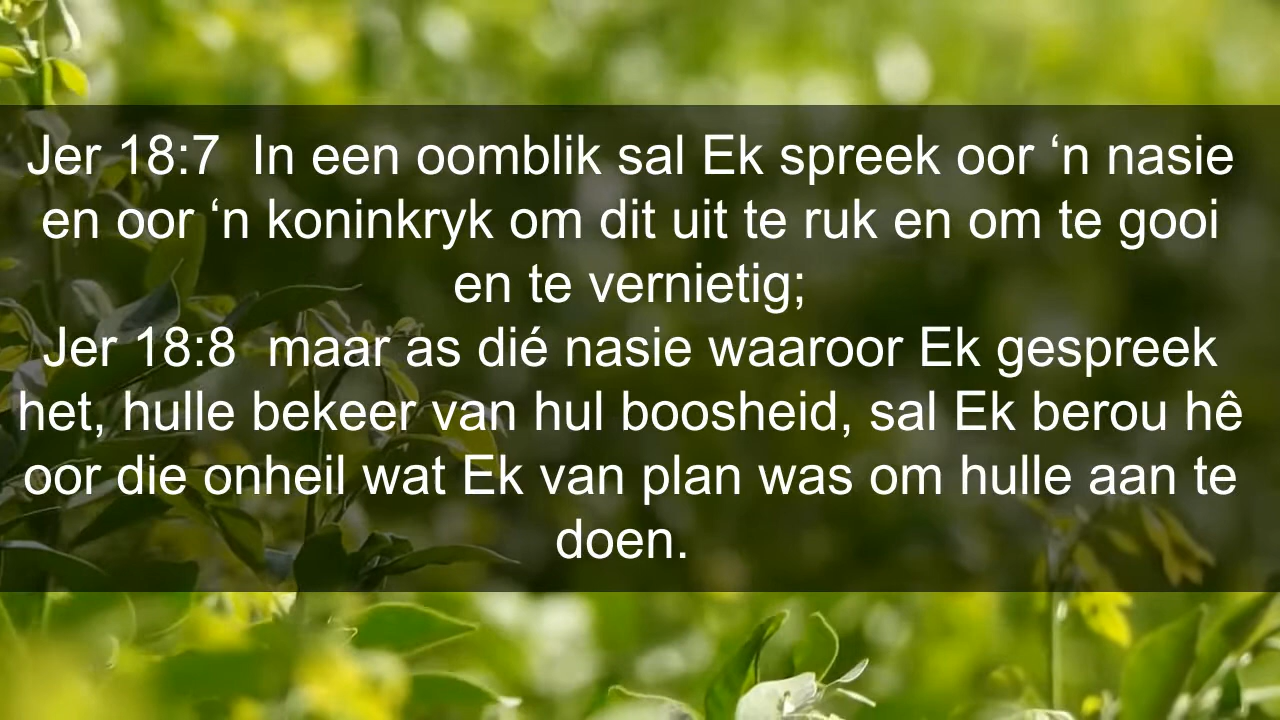 Jer 18:7  In een oomblik sal Ek spreek oor ‘n nasie
en oor ‘n koninkryk om dit uit te ruk en om te gooi
en te vernietig;
Jer 18:8  maar as dié nasie waaroor Ek gespreek
het, hulle bekeer van hul boosheid, sal Ek berou hê
oor die onheil wat Ek van plan was om hulle aan te
doen.